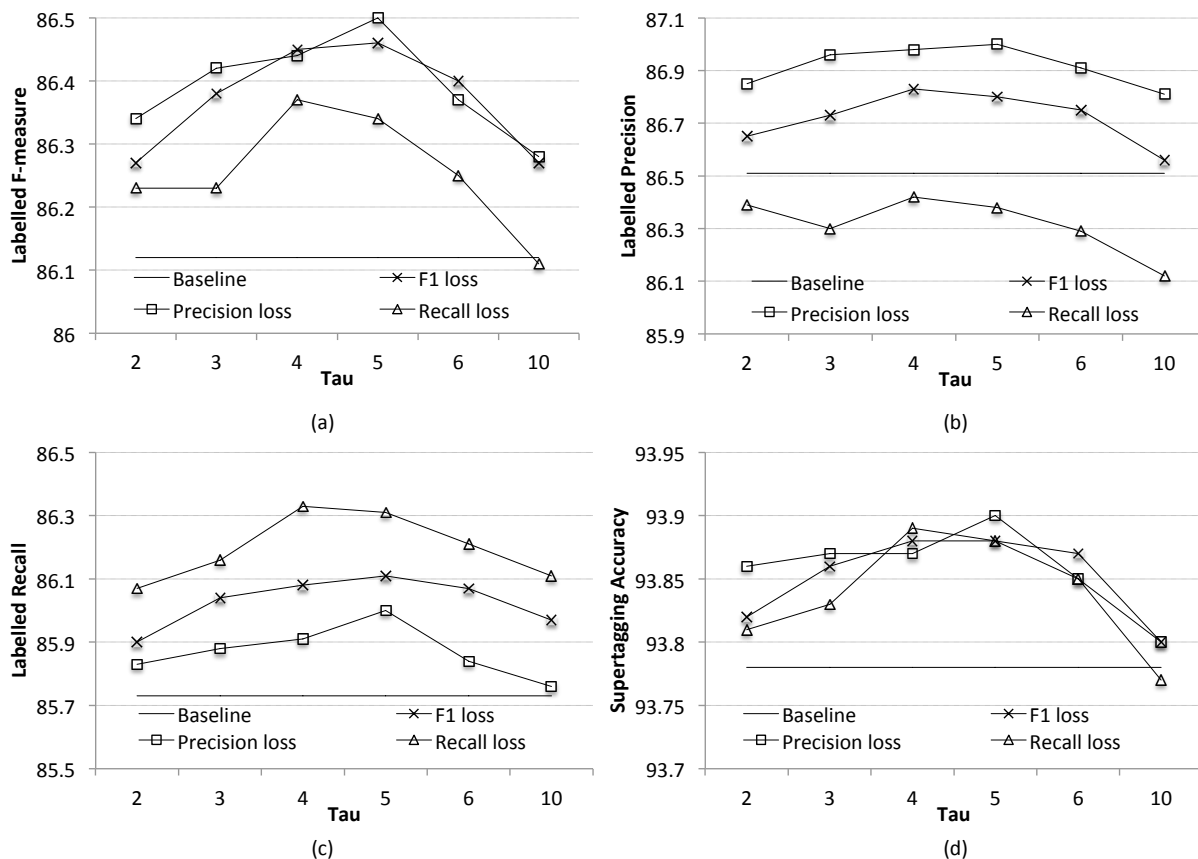 86.5
86.4
86.3
86.2
86.1
86
Labelled F-measure
Baseline
F1 loss
Precision loss
Recall loss
2 3 4 5 6 10
Tau
(a)
87.1
86.9
86.7
86.5
86.3
86.1
85.9
Labelled Precision
Baseline
F1 loss
Precision loss
Recall loss
2 3 4 5 6 10
Tau
(b)
86.5
86.3
86.1
85.9
85.7
85.5
Labelled Recall
Baseline
F1 loss
Precision loss
Recall loss
2 3 4 5 6 10
Tau
(c)
93.95
93.9
93.85
93.8
93.75
93.7
Supertagging Accuracy
Baseline
F1 loss
Precision loss
Recall loss
2 3 4 5 6 10
Tau
(d)